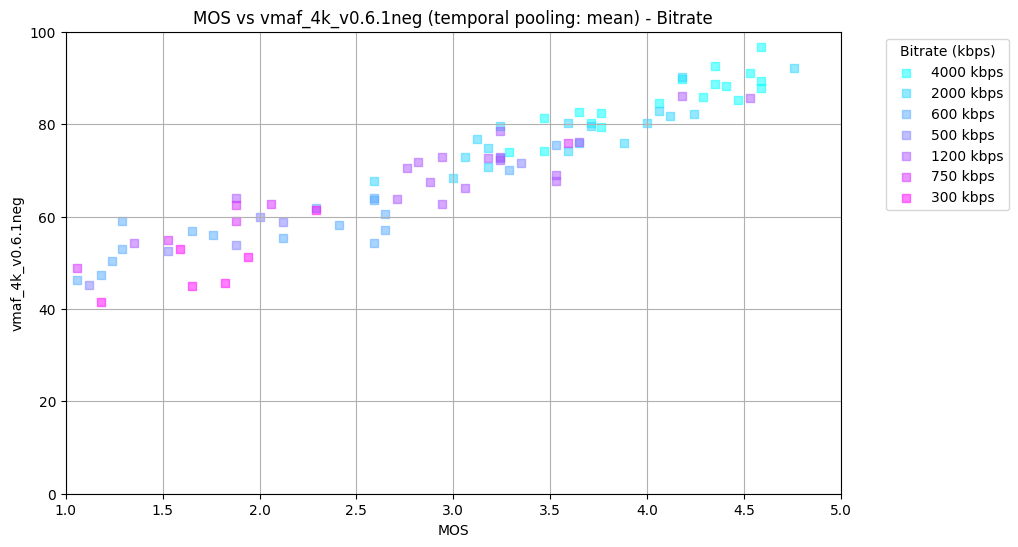 MOS vs vmaf_4k_v0.6.1neg (temporal pooling: mean) - Bitrate
vmaf_4k_v0.6.1neg
100
80
60
40
20
0
1.0 1.5 2.0 2.5 3.0 3.5 4.0 4.5 5.0
MOS
Bitrate (kbps)
4000 kbps
2000 kbps
600 kbps
500 kbps
1200 kbps
750 kbps
300 kbps